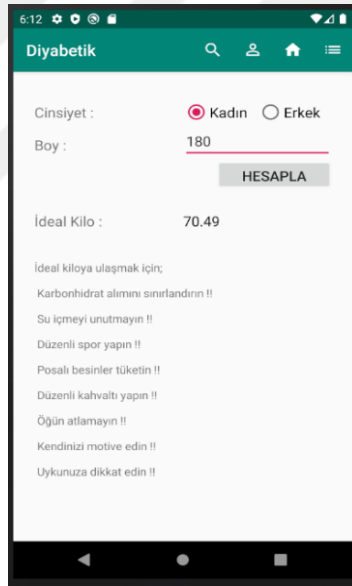 6:12
Diyabetik
Cinsiyet : Kadın Erkek
Boy : 180
HESAPLA
İdeal Kilo : 70.49
İdeal kiloya ulaşmak için;
Karbonhidrat alımını sınırlandırın !!
Su içmeyi unutmayın !!
Düzenli spor yapın !!
Posalı besinler tüketin !!
Düzenli kahvaltı yapın !!
Öğün atlamayın !!
Kendinizi motive edin !!
Uykunuza dikkat edin !!